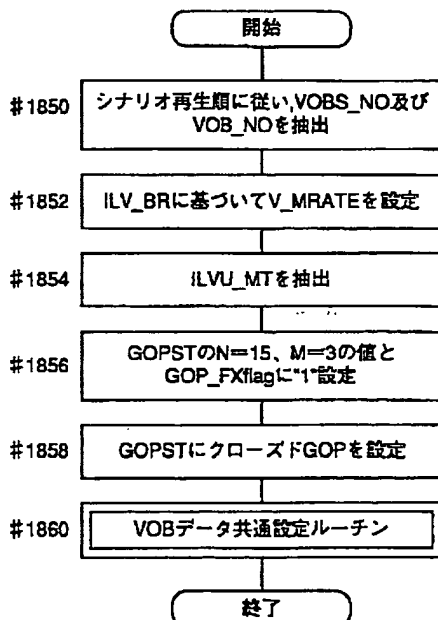 開始
#1850
シナリオ再生順に従い,VOBS_NO及び
VOB_NOを抽出
#1852
ILV_BRに基づいてV_MRATEを設定
#1854
ILVU_MTを抽出
#1856
GOPSTのN=15、M=3の値と
GOP_FXflagに"1"設定
#1858
GOPSTにクローズドGOPを設定
#1860
VOBデータ共通設定ルーチン
終了